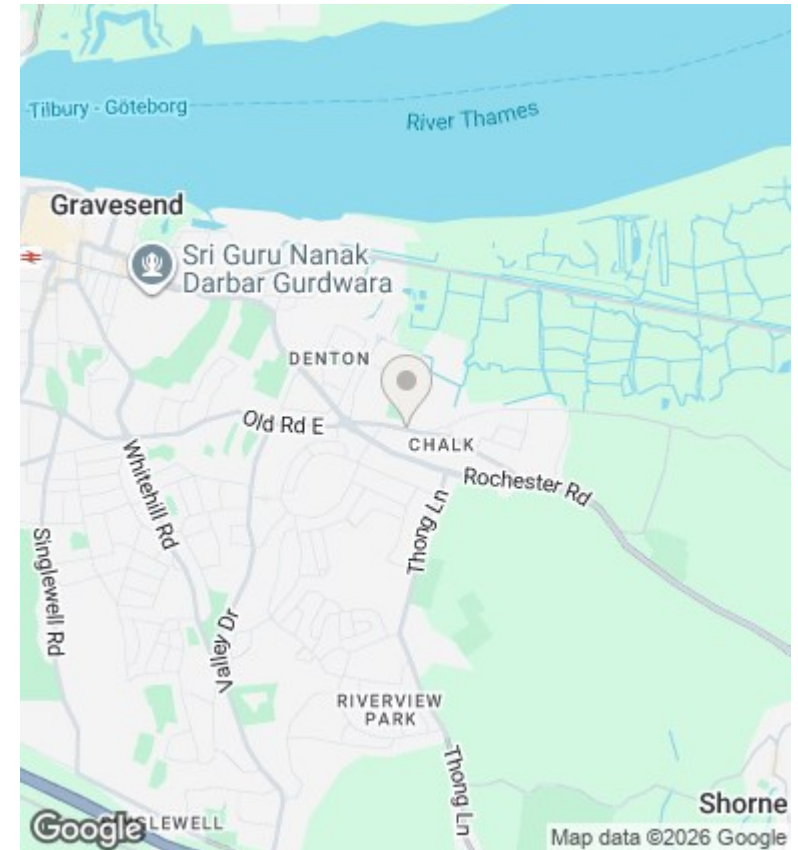 Tilbury - Göteborg
River Thames
Gravesend
Sri Guru Nanak
Darbar Gurdwara
DENTON
Old Rd E
CHALK
Rochester Rd
Whitehill Rd
Thong Ln
Singlewell Rd
Valley Dr
RIVERVIEW
PARK
Thong Ln
Shorne
Google
GLEWELL
Map data ©2026 Google